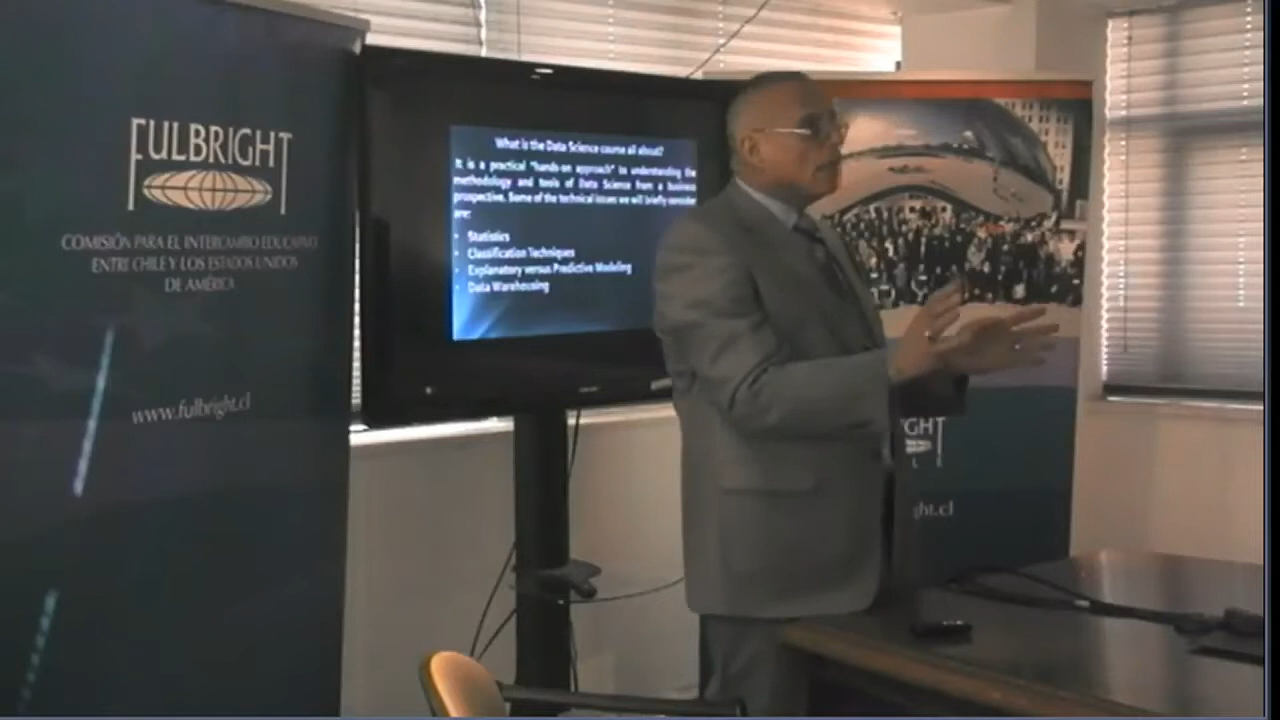 FULBRIGHT
COMISIÓN PARA EL INTERCAMBIO EDUCATIVO
ENTRE CHILE Y LOS ESTADOS UNIDOS
DE AMÉRICA
www.fulbright.cl
What is the Data Science course all about?
It is a practical "hands-on approach" to understanding the
methodology and tools of Data Science from a business
prospective. Some of the technical issues we will briefly consider
are:
• Statistics
• Classification Techniques
• Explanatory versus Predictive Modeling
• Data Warehousing
GHT
ght.cl